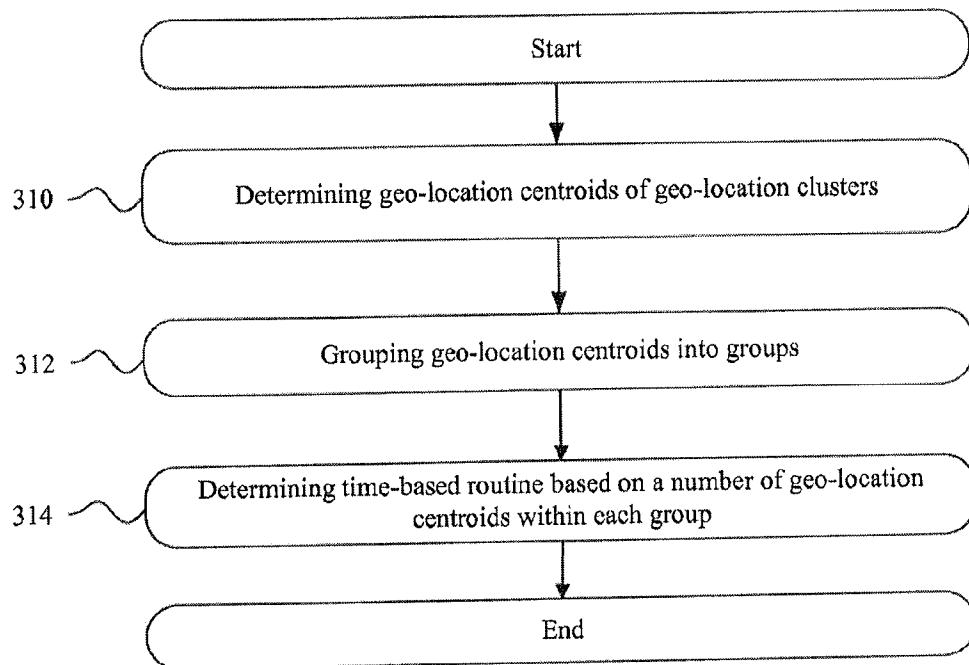 Start
310
Determining geo-location centroids of geo-location clusters
312
Grouping geo-location centroids into groups
314
Determining time-based routine based on a number of geo-location
centroids within each group
End